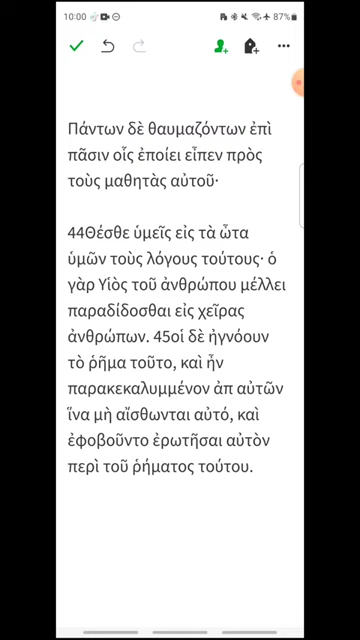 10:00
87%
Πάντων δὲ θαυμαζόντων ἐπὶ
πᾶσιν οἷς ἐποίει εἶπεν πρὸς
τοὺς μαθητὰς αὐτοῦ·
44Θέσθε ὑμεῖς εἰς τὰ ὦτα
ὑμῶν τοὺς λόγους τούτους· ὁ
γὰρ Υἱὸς τοῦ ἀνθρώπου μέλλει
παραδίδοσθαι εἰς χεῖρας
ἀνθρώπων. 45οἱ δὲ ἠγνόουν
τὸ ῥῆμα τοῦτο, καὶ ἦν
παρακεκαλυμμένον ἀπ αὐτῶν
ἵνα μὴ αἴσθωνται αὐτό, καὶ
ἐφοβοῦντο ἐρωτῆσαι αὐτὸν
περὶ τοῦ ῥήματος τούτου.